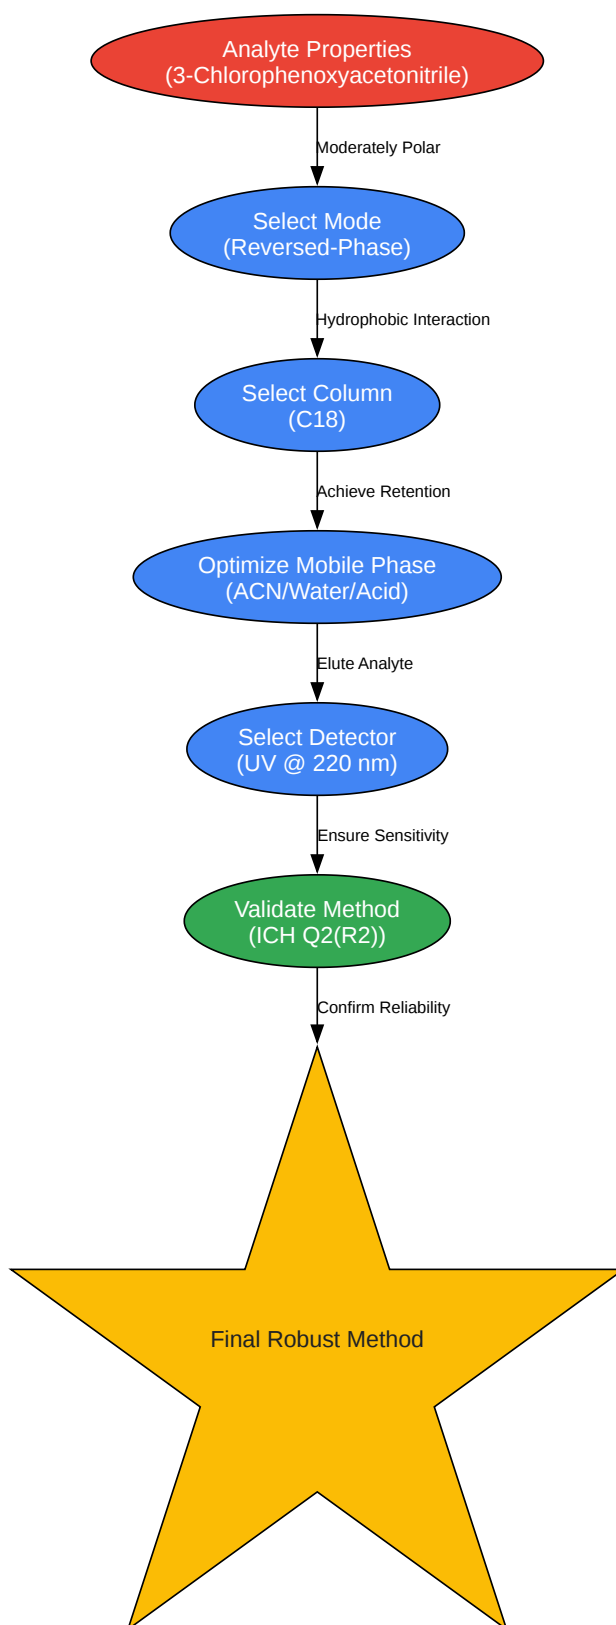 Analyte Properties
(3-Chlorophenoxyacetonitrile)
Moderately Polar
Select Mode
(Reversed-Phase)
Hydrophobic Interaction
Select Column
(C18)
Achieve Retention
Optimize Mobile Phase
(ACN/Water/Acid)
Elute Analyte
Select Detector
(UV @ 220 nm)
Ensure Sensitivity
Validate Method
(ICH Q2(R2))
Confirm Reliability
Final Robust Method